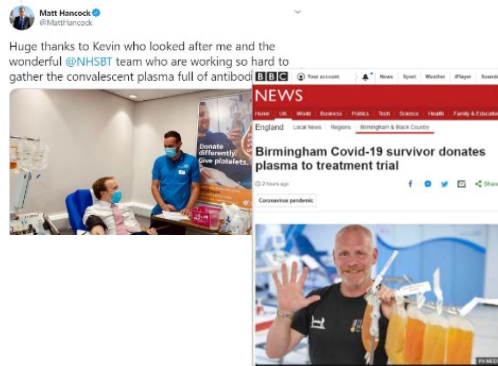 Matt Hancock
@MattHancock
Huge thanks to Kevin who looked after me and the
wonderful @NHSBT team who are working so hard to
gather the convalescent plasma full of antibodi
Donate
differently!
Give platelets.
BBC
Your account
News Sport Weather iPlayer Sounds
NEWS
Home UK World Business Politics Tech Science Health Family & Educatio
England Local News Regions Birmingham & Black Country
Birmingham Covid-19 survivor donates
plasma to treatment trial
2 hours ago
Share
Coronavirus pandemic